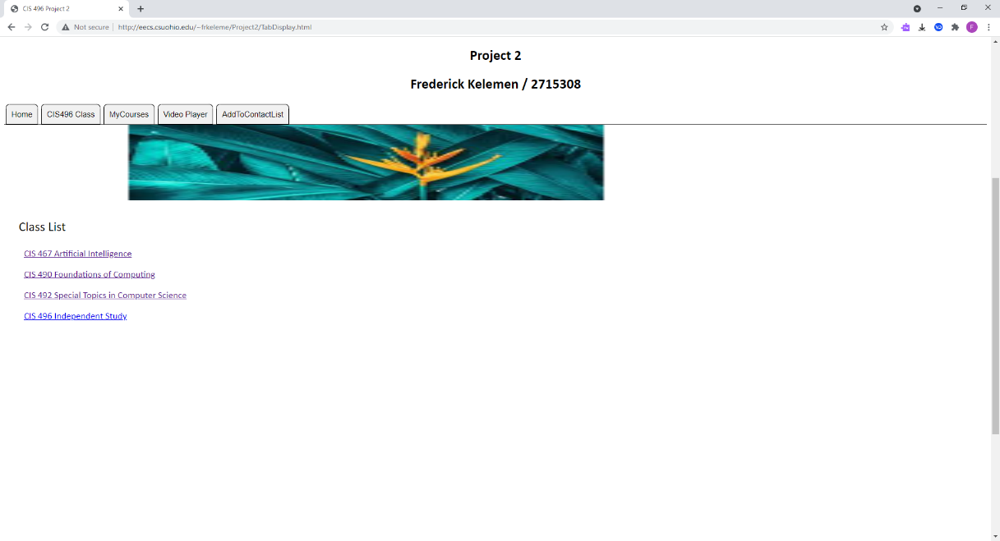 CIS 496 Project 2
Not secure
http://eecs.csuohio.edu/~frkeleme/Project2/TabDisplay.html
F
Project 2
Frederick Kelemen / 2715308
Home CIS496 Class MyCourses Video Player AddToContactList
Class List
CIS 467 Artificial Intelligence
CIS 490 Foundations of Computing
CIS 492 Special Topics in Computer Science
CIS 496 Independent Study